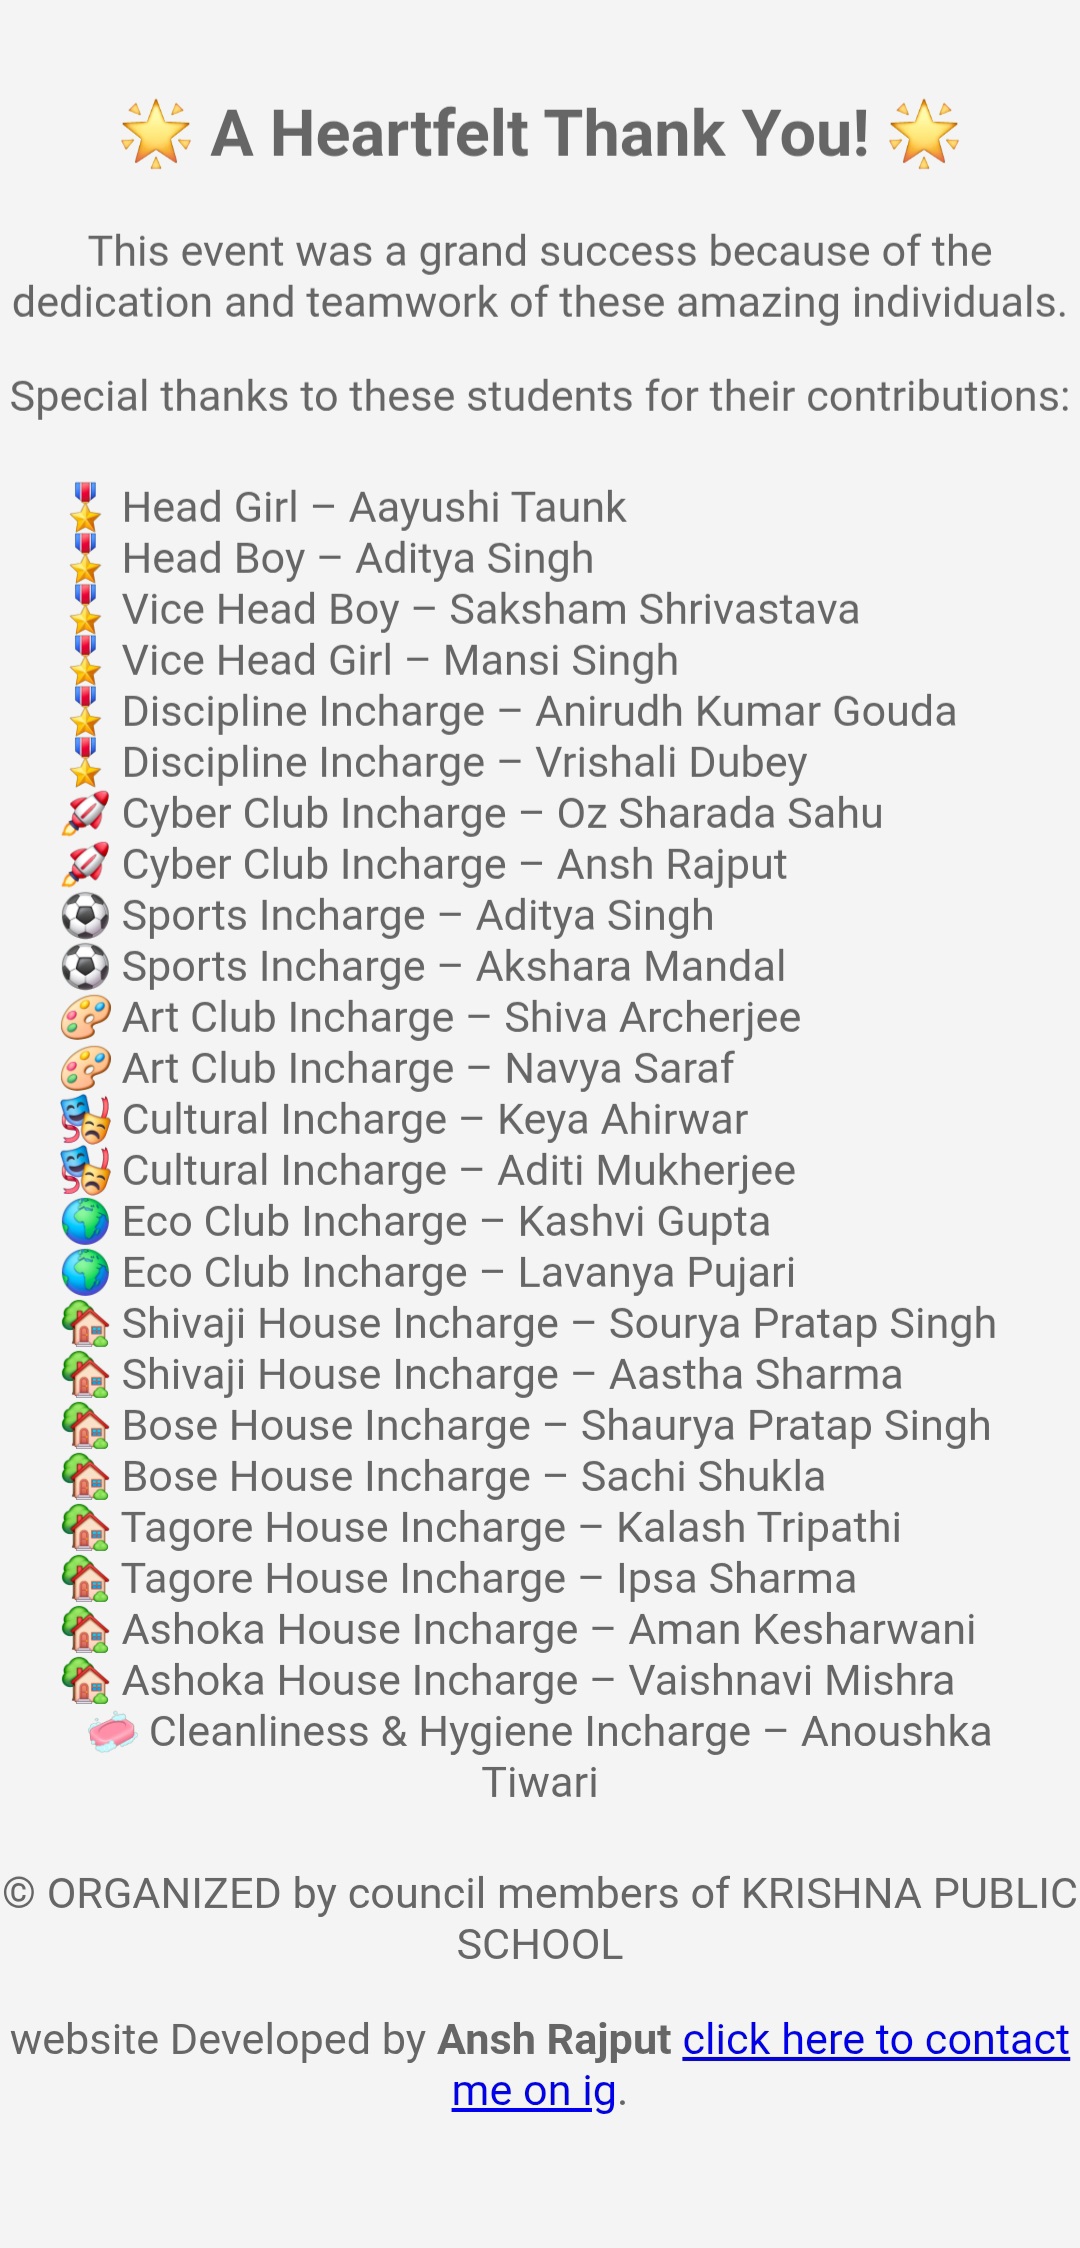 🌟 A Heartfelt Thank You! 🌟
This event was a grand success because of the
dedication and teamwork of these amazing individuals.
Special thanks to these students for their contributions:
🎖️ Head Girl – Aayushi Taunk
🎖️ Head Boy – Aditya Singh
🎖️ Vice Head Boy – Saksham Shrivastava
🎖️ Vice Head Girl – Mansi Singh
🎖️ Discipline Incharge – Anirudh Kumar Gouda
🎖️ Discipline Incharge – Vrishali Dubey
🚀 Cyber Club Incharge – Oz Sharada Sahu
🚀 Cyber Club Incharge – Ansh Rajput
⚽ Sports Incharge – Aditya Singh
⚽ Sports Incharge – Akshara Mandal
🎨 Art Club Incharge – Shiva Archerjee
🎨 Art Club Incharge – Navya Saraf
🎭 Cultural Incharge – Keya Ahirwar
🎭 Cultural Incharge – Aditi Mukherjee
🌍 Eco Club Incharge – Kashvi Gupta
🌍 Eco Club Incharge – Lavanya Pujari
🏡 Shivaji House Incharge – Sourya Pratap Singh
🏡 Shivaji House Incharge – Aastha Sharma
🏡 Bose House Incharge – Shaurya Pratap Singh
🏡 Bose House Incharge – Sachi Shukla
🏡 Tagore House Incharge – Kalash Tripathi
🏡 Tagore House Incharge – Ipsa Sharma
🏡 Ashoka House Incharge – Aman Kesharwani
🏡 Ashoka House Incharge – Vaishnavi Mishra
🧼 Cleanliness & Hygiene Incharge – Anoushka
Tiwari
© ORGANIZED by council members of KRISHNA PUBLIC
SCHOOL
website Developed by Ansh Rajput click here to contact
me on ig.